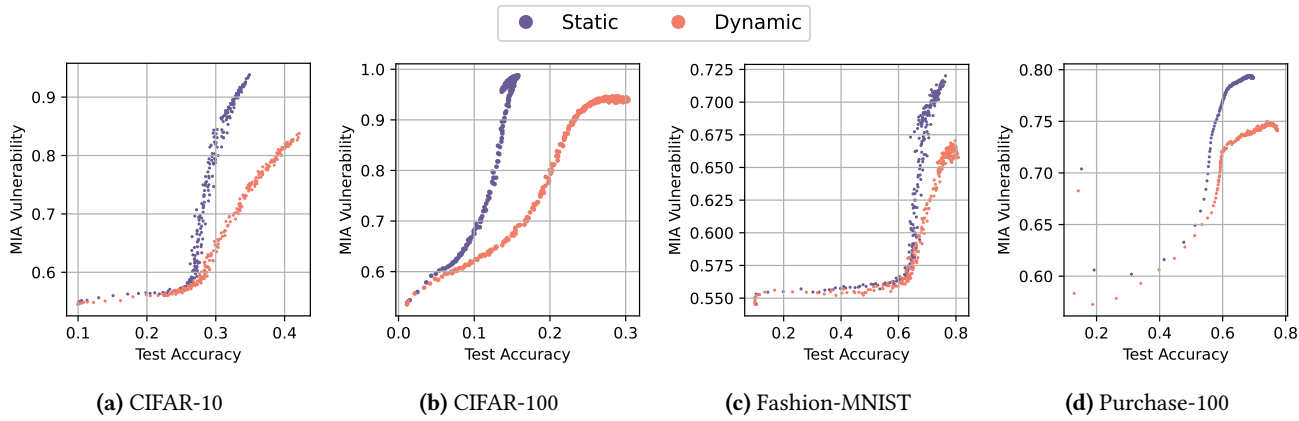 Static Dynamic
MIA Vulnerability
0.9
0.8
0.7
0.6
0.1 0.2 0.3 0.4
Test Accuracy
(a) CIFAR-10
MIA Vulnerability
1.0
0.9
0.8
0.7
0.6
0.0 0.1 0.2 0.3
Test Accuracy
(b) CIFAR-100
MIA Vulnerability
0.725
0.700
0.675
0.650
0.625
0.600
0.575
0.550
0.2 0.4 0.6 0.8
Test Accuracy
(c) Fashion-MNIST
MIA Vulnerability
0.80
0.75
0.70
0.65
0.60
0.2 0.4 0.6 0.8
Test Accuracy
(d) Purchase-100